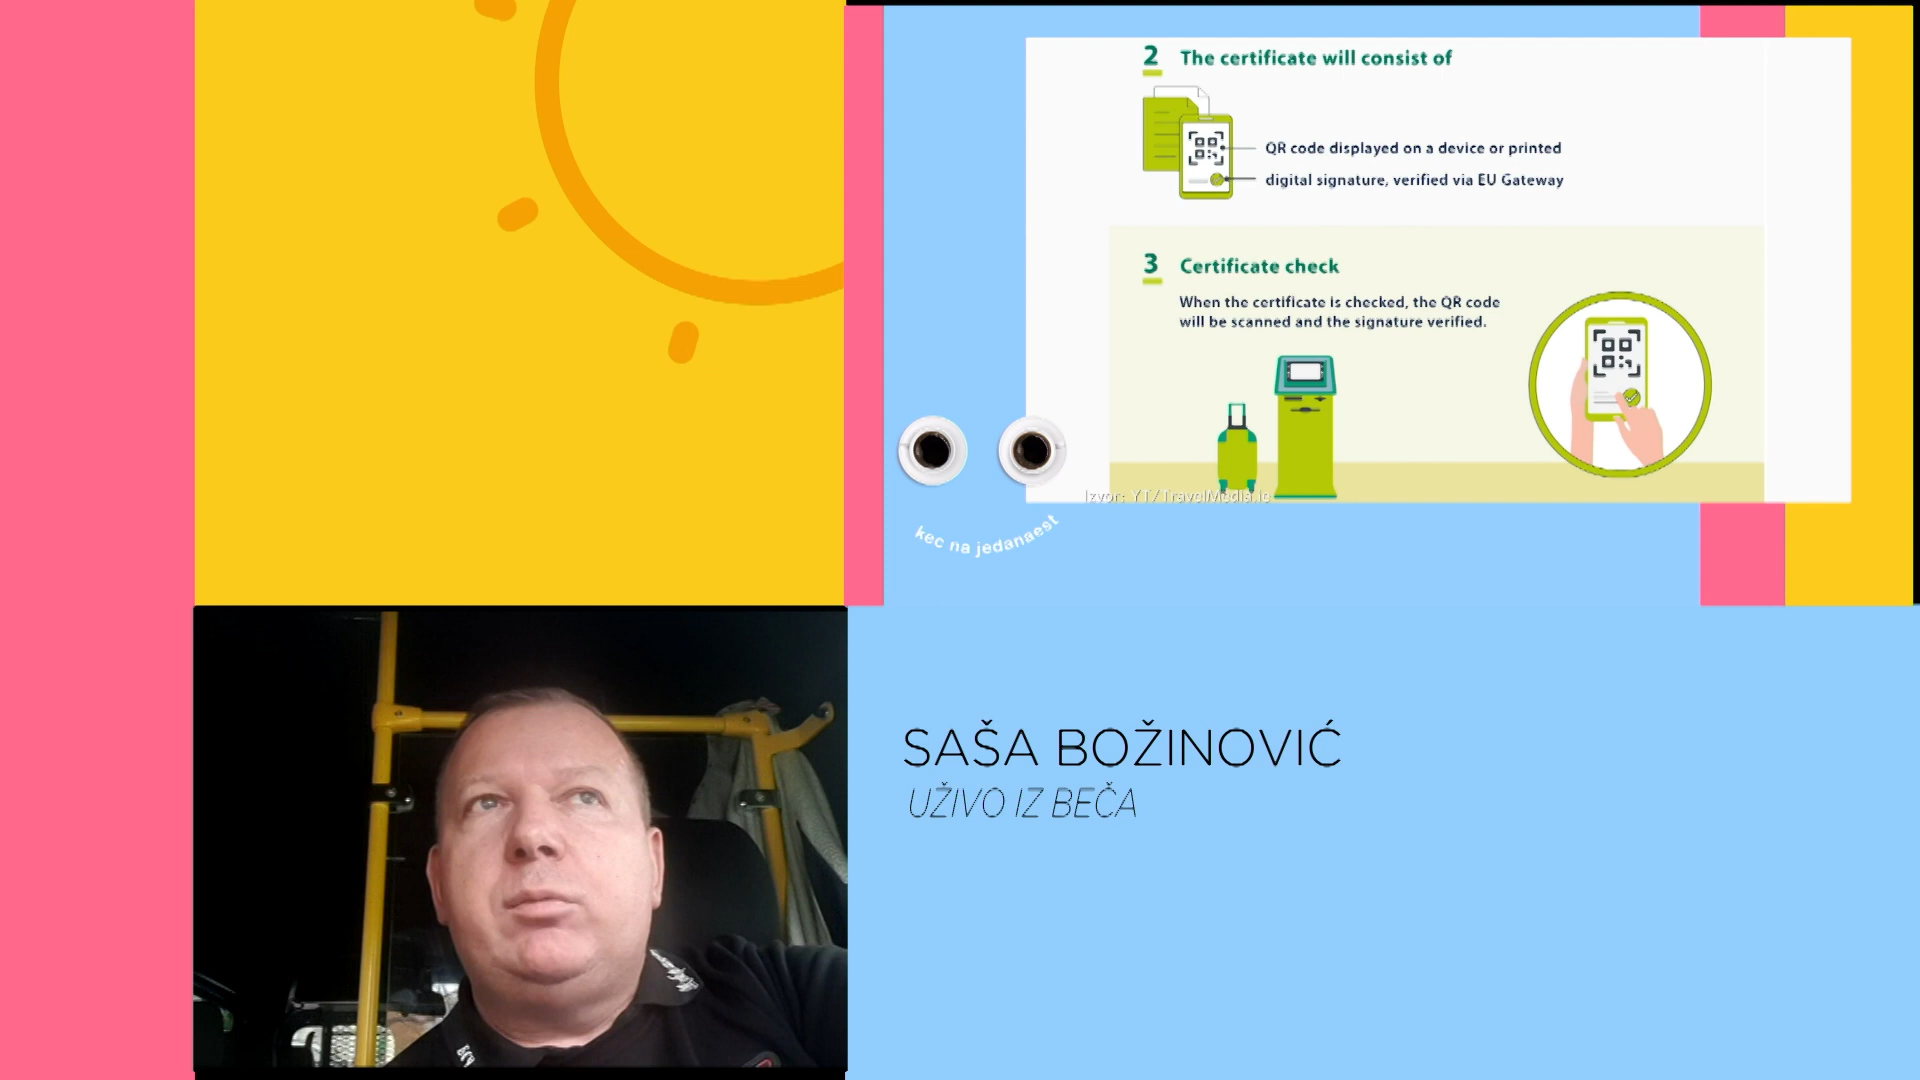 2 The certificate will consist of
QR code displayed on a device or printed
digital signature, verified via EU Gateway
3 Certificate check
When the certificate is checked, the QR code
will be scanned and the signature verified.
Izvor: YT/TravelMedia.ie
kec na jedanaest
SAŠA BOŽINOVIĆ
UŽIVO IZ BEČA